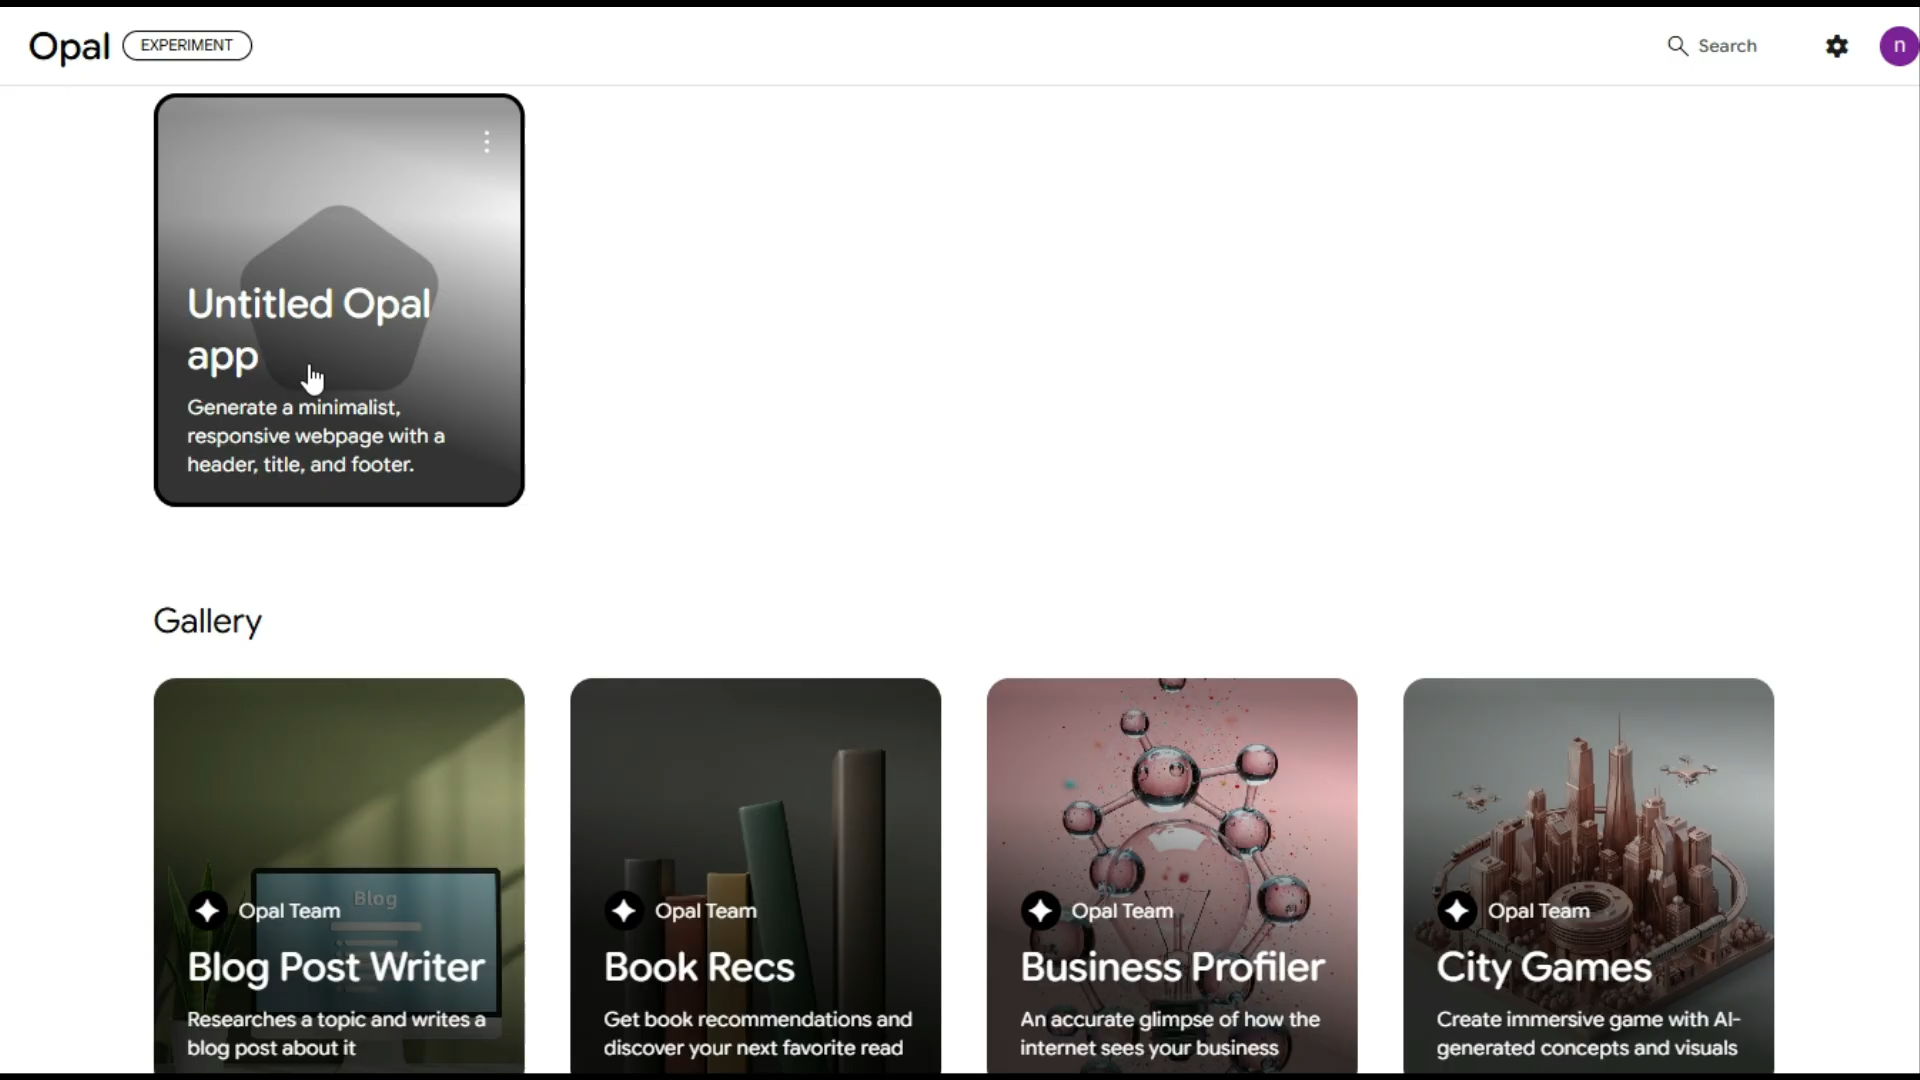 Opal EXPERIMENT
Search
n
Untitled Opal
app
Generate a minimalist,
responsive webpage with a
header, title, and footer.
Gallery
Blog
Opal Team
Blog Post Writer
Researches a topic and writes a
blog post about it
Opal Team
Book Recs
Get book recommendations and
discover your next favorite read
Opal Team
Business Profiler
An accurate glimpse of how the
internet sees your business
Opal Team
City Games
Create immersive game with AI-
generated concepts and visuals